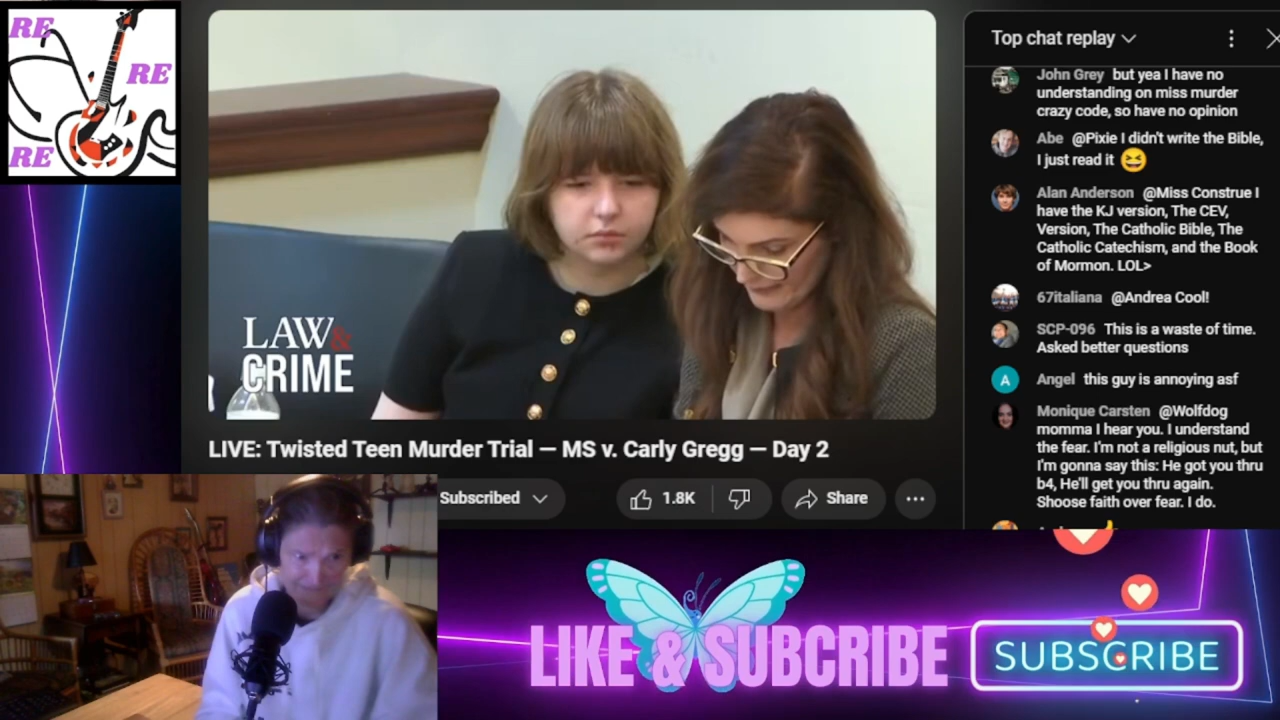 RE
RE
RE
LAW&
CRIME
LIVE: Twisted Teen Murder Trial — MS v. Carly Gregg — Day 2
Subscribed
1.8K
Share
Top chat replay
John Grey but yea I have no
understanding on miss murder
crazy code, so have no opinion
Abe @Pixie I didn't write the Bible,
I just read it
Alan Anderson @Miss Construe I
have the KJ version, The CEV,
Version, The Catholic Bible, The
Catholic Catechism, and the Book
of Mormon. LOL>
67italiana @Andrea Cool!
SCP-096 This is a waste of time.
Asked better questions
A
Angel this guy is annoying asf
Monique Carsten @Wolfdog
momma I hear you. I understand
the fear. I'm not a religious nut, but
I'm gonna say this: He got you thru
b4, He'll get you thru again.
Shoose faith over fear. I do.
LIKE & SUBCRIBE
SUBSCRIBE